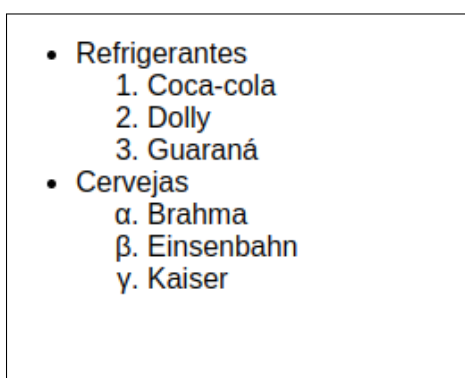 • Refrigerantes
1. Coca-cola
2. Dolly
3. Guaraná
• Cervejas
α. Brahma
β. Einsenbahn
γ. Kaiser